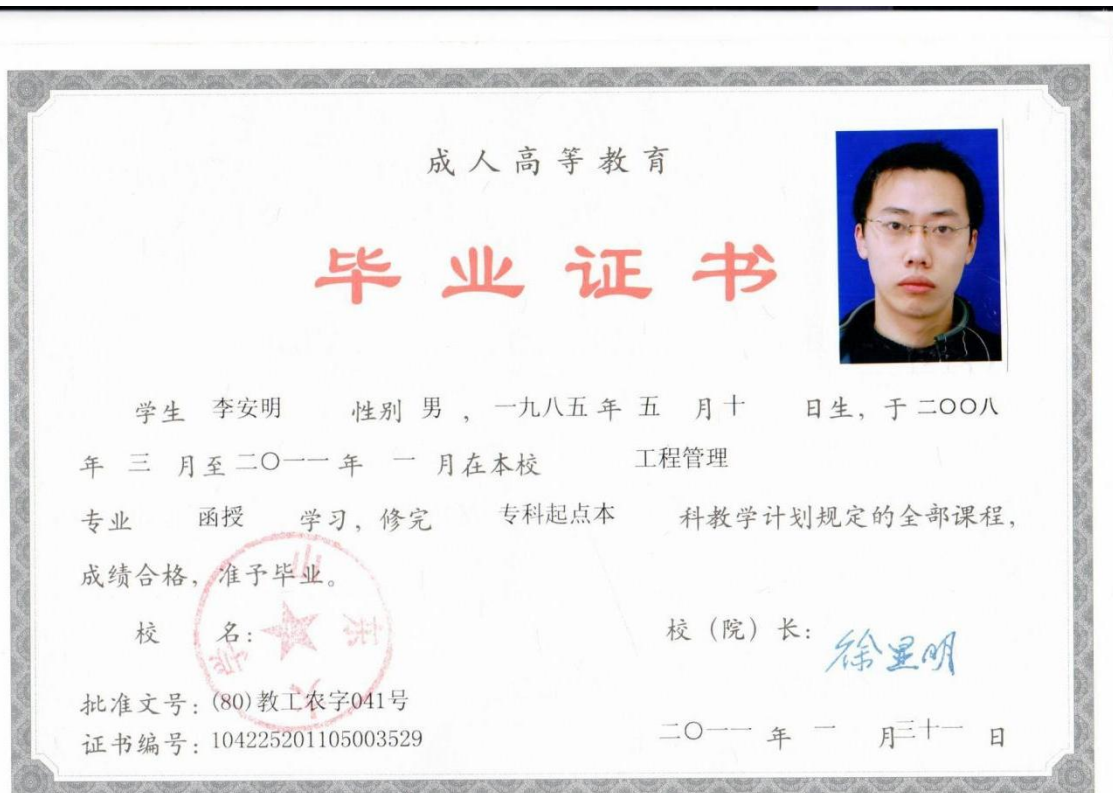 成人高等教育
毕业证书
学生 李安明 性别 男 , 一九八五 年 五 月 十 日生, 于 二〇〇八
年 三 月至 二〇一一 年 一 月在本校 工程管理
专业 函授 学习, 修完 专科起点本 科教学计划规定的全部课程,
成绩合格, 准予毕业。
校 名:
山东大学
校 (院) 长: 徐显明
批准文号: (80)教工农字041号
证书编号: 104225201105003529
二〇一一 年 一 月三十一 日